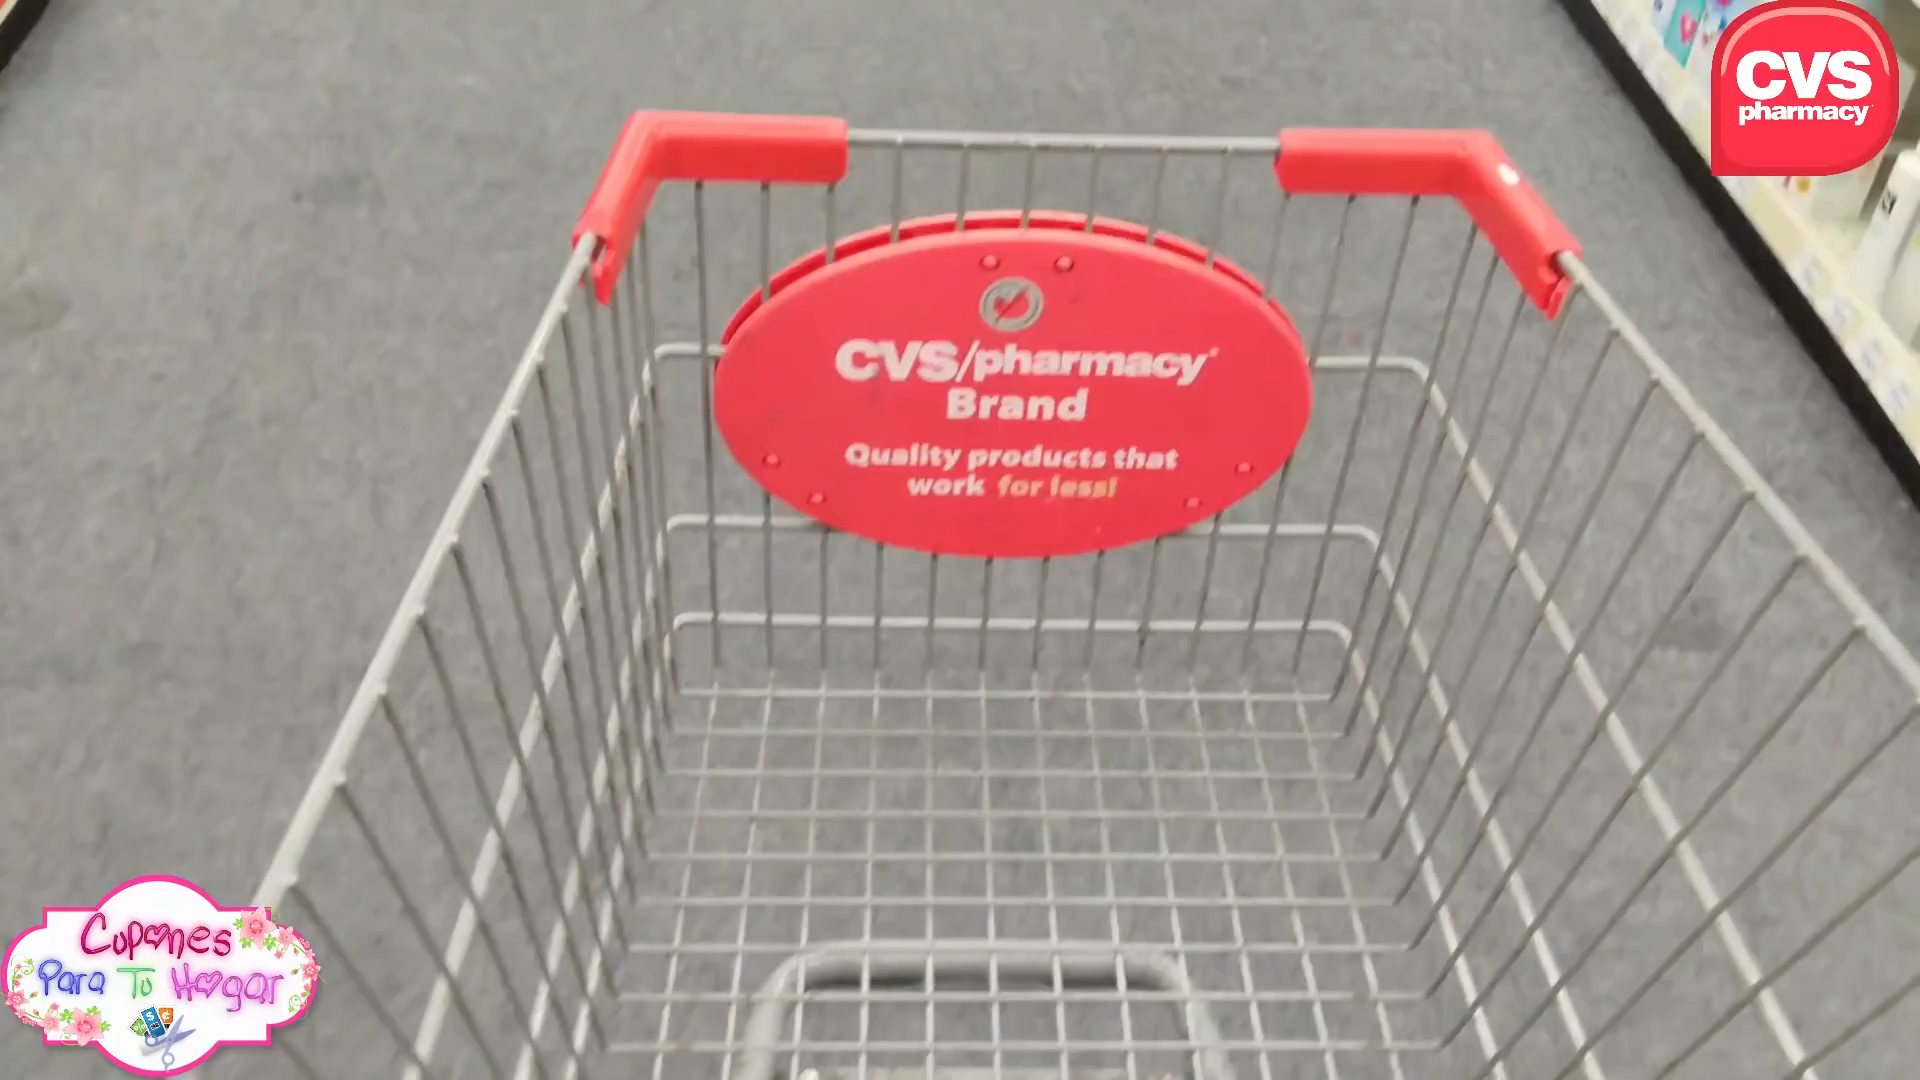 CVS
pharmacy
CVS/pharmacy
Brand
Quality products that
work for less!
Cupones
Para Tu Hogar